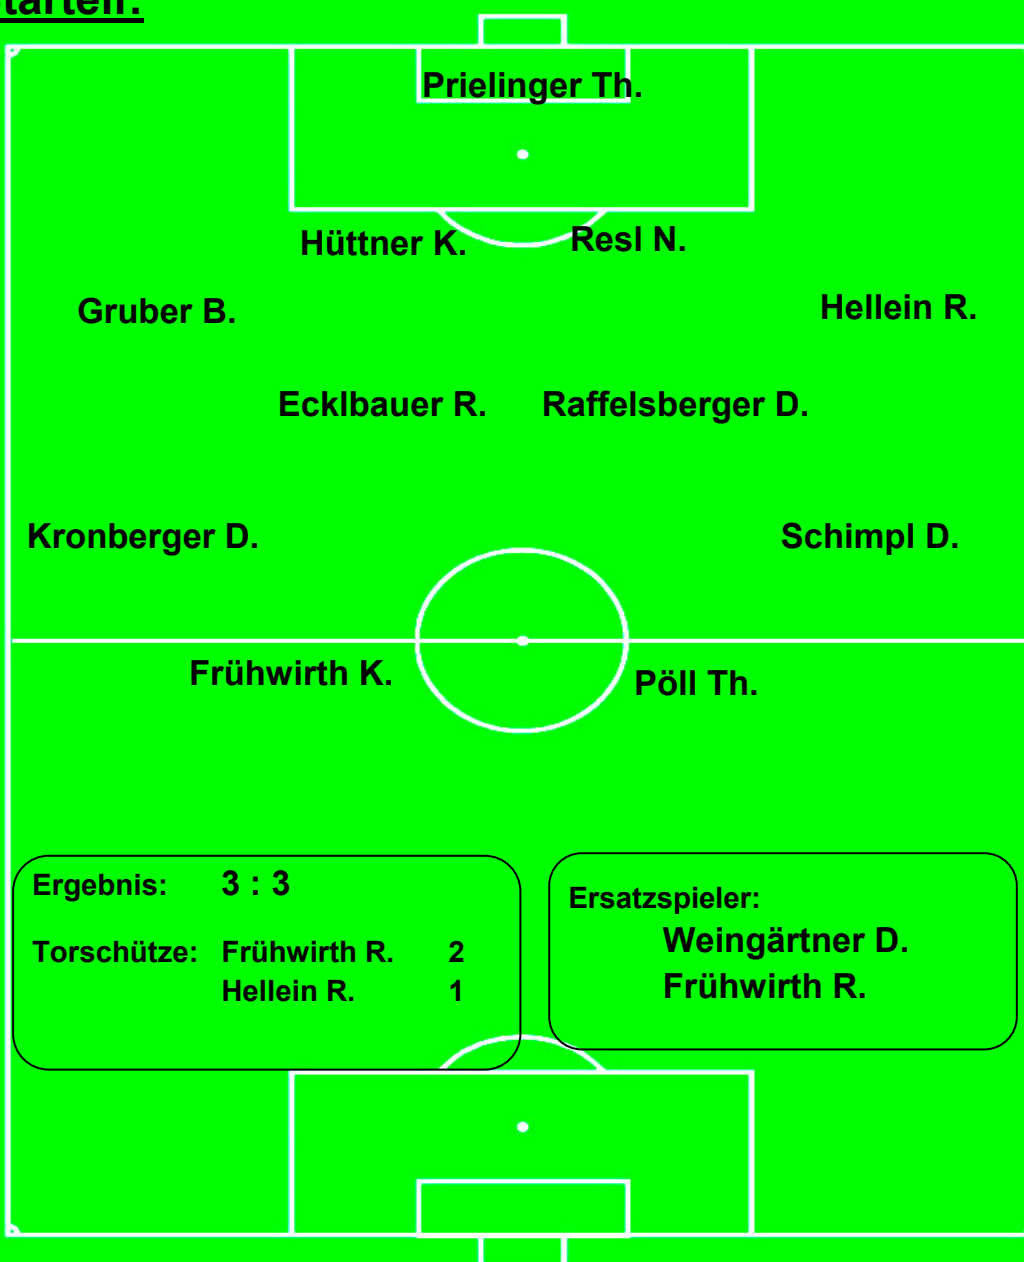 Prielinger Th.
Hüttner K. Resl N.
Gruber B. Hellein R.
Ecklbauer R. Raffelsberger D.
Kronberger D. Schimpl D.
Frühwirth K. Pöll Th.
Ergebnis: 3 : 3
Torschütze: Frühwirth R. 2
Hellein R. 1
Ersatzspieler:
Weingärtner D.
Frühwirth R.